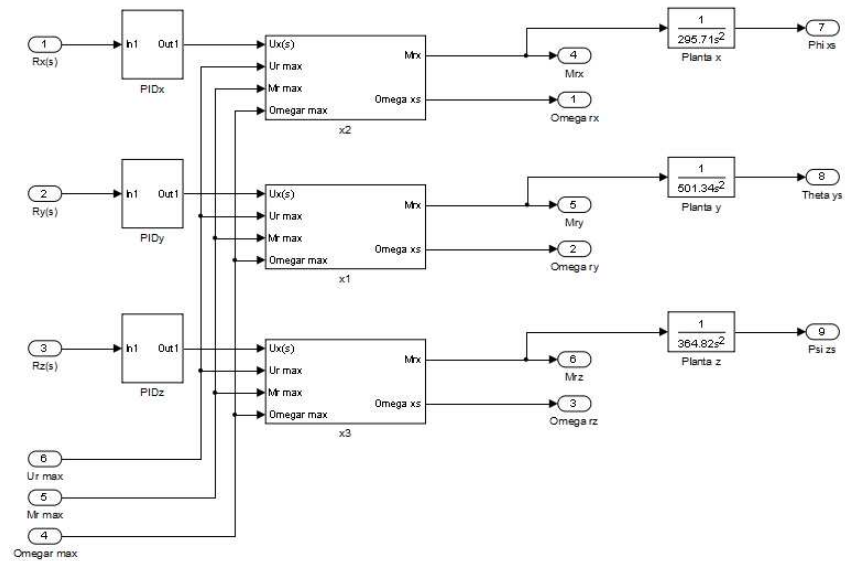 1
Rx(s)
In1 Out1
PIDx
Ux(s)
Ur max
Mr max
Omegar max
Mrx
Omega xs
x2
4
Mrx
1
Omega rx
1
295.71s²
Planta x
7
Phi xs
2
Ry(s)
In1 Out1
PIDy
Ux(s)
Ur max
Mr max
Omegar max
Mrx
Omega xs
x1
5
Mry
2
Omega ry
1
501.34s²
Planta y
8
Theta ys
3
Rz(s)
In1 Out1
PIDz
Ux(s)
Ur max
Mr max
Omegar max
Mrx
Omega xs
x3
6
Mrz
3
Omega rz
1
364.82s²
Planta z
9
Psi zs
6
Ur max
5
Mr max
4
Omegar max